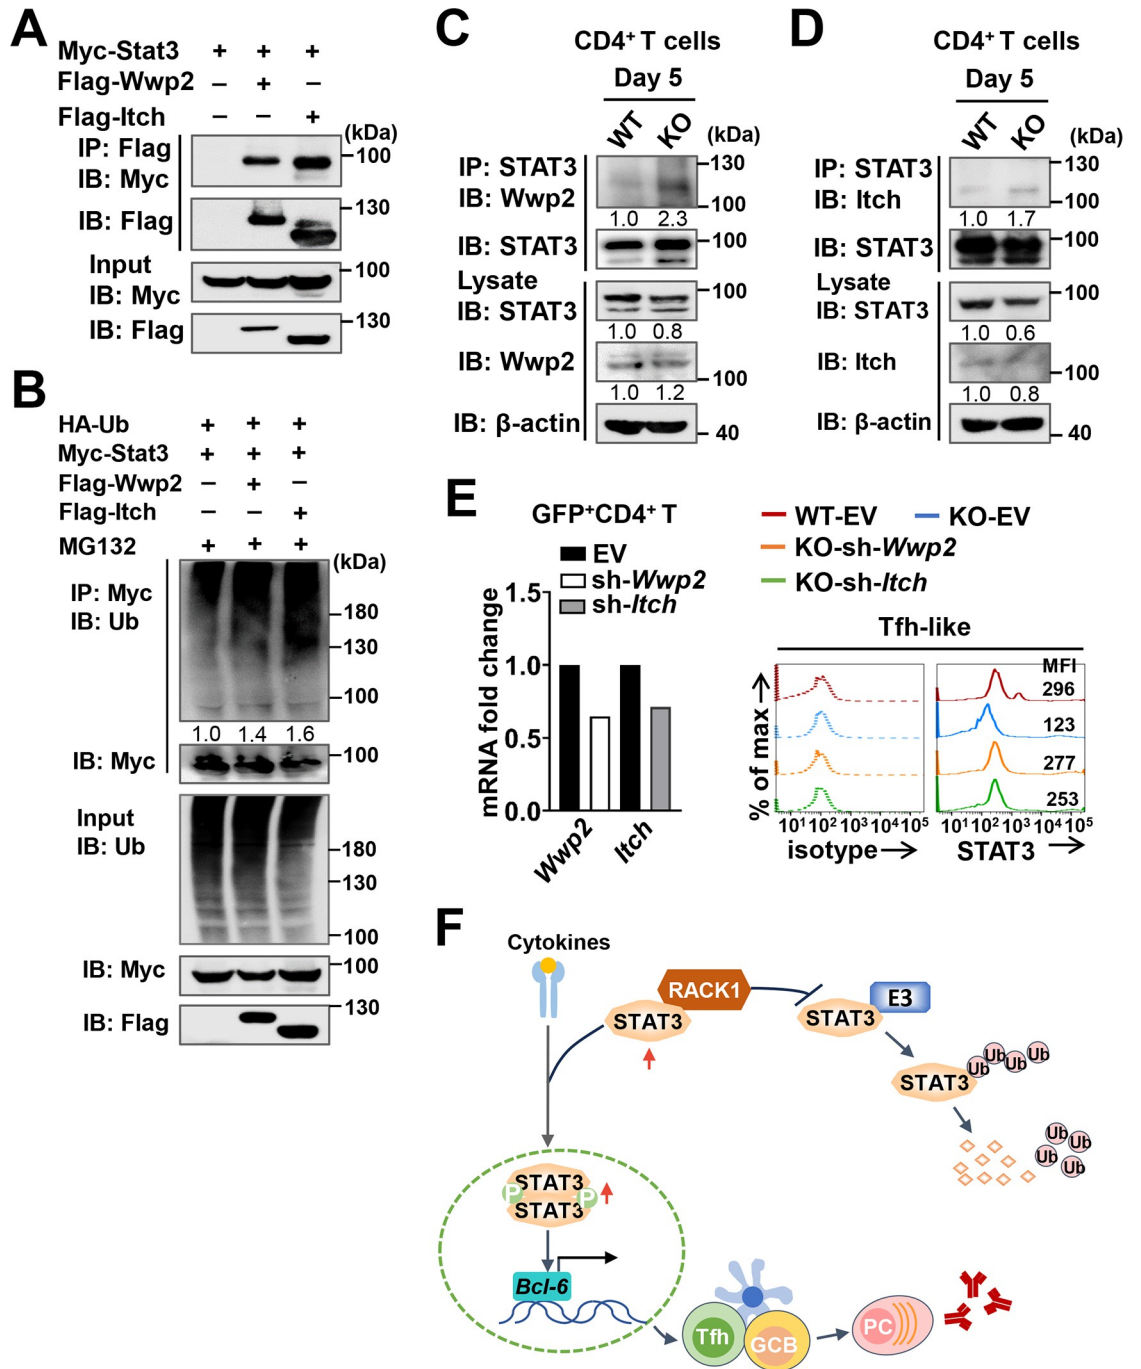 A
Myc-Stat3 + + +
Flag-Wwp2 – + –
Flag-Itch – – +
(kDa)
IP: Flag
IB: Myc
100
IB: Flag
130
Input
IB: Myc
100
IB: Flag
130
B
HA-Ub + + +
Myc-Stat3 + + +
Flag-Wwp2 – + –
Flag-Itch – – +
MG132 + + +
(kDa)
IP: Myc
IB: Ub
180
130
100
1.0 1.4 1.6
IB: Myc
100
Input
IB: Ub
180
130
100
IB: Myc
100
IB: Flag
130
C
CD4+ T cells
Day 5
WT KO (kDa)
IP: STAT3
IB: Wwp2
130
100
1.0 2.3
IB: STAT3
100
Lysate
IB: STAT3
100
1.0 0.8
IB: Wwp2
100
1.0 1.2
IB: β-actin
40
D
CD4+ T cells
Day 5
WT KO (kDa)
IP: STAT3
IB: Itch
130
100
1.0 1.7
IB: STAT3
100
Lysate
IB: STAT3
100
1.0 0.6
IB: Itch
100
1.0 0.8
IB: β-actin
40
E
GFP+CD4+ T
EV
sh-Wwp2
sh-Itch
mRNA fold change
1.5
1.0
0.5
0.0
Wwp2 Itch
WT-EV KO-EV
KO-sh-Wwp2
KO-sh-Itch
Tfh-like
% of max
MFI
296
123
277
253
10¹ 10² 10³ 10⁴ 10⁵
isotype
10¹ 10² 10³ 10⁴ 10⁵
STAT3
F
Cytokines
RACK1
STAT3
E3
STAT3
STAT3
Ub Ub Ub Ub
Ub Ub Ub Ub
STAT3
P P
STAT3
Bcl-6
Tfh
GCB
PC